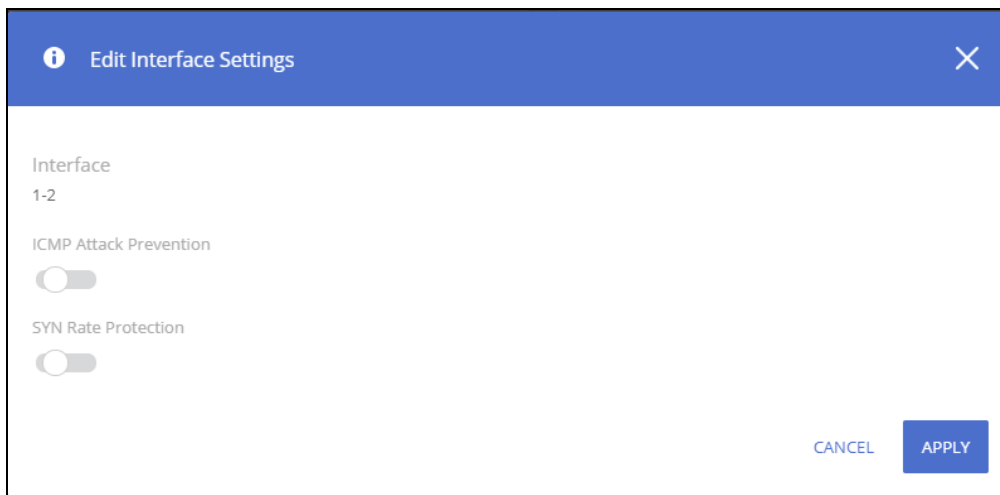 Edit Interface Settings
Interface
1-2
ICMP Attack Prevention
SYN Rate Protection
CANCEL APPLY